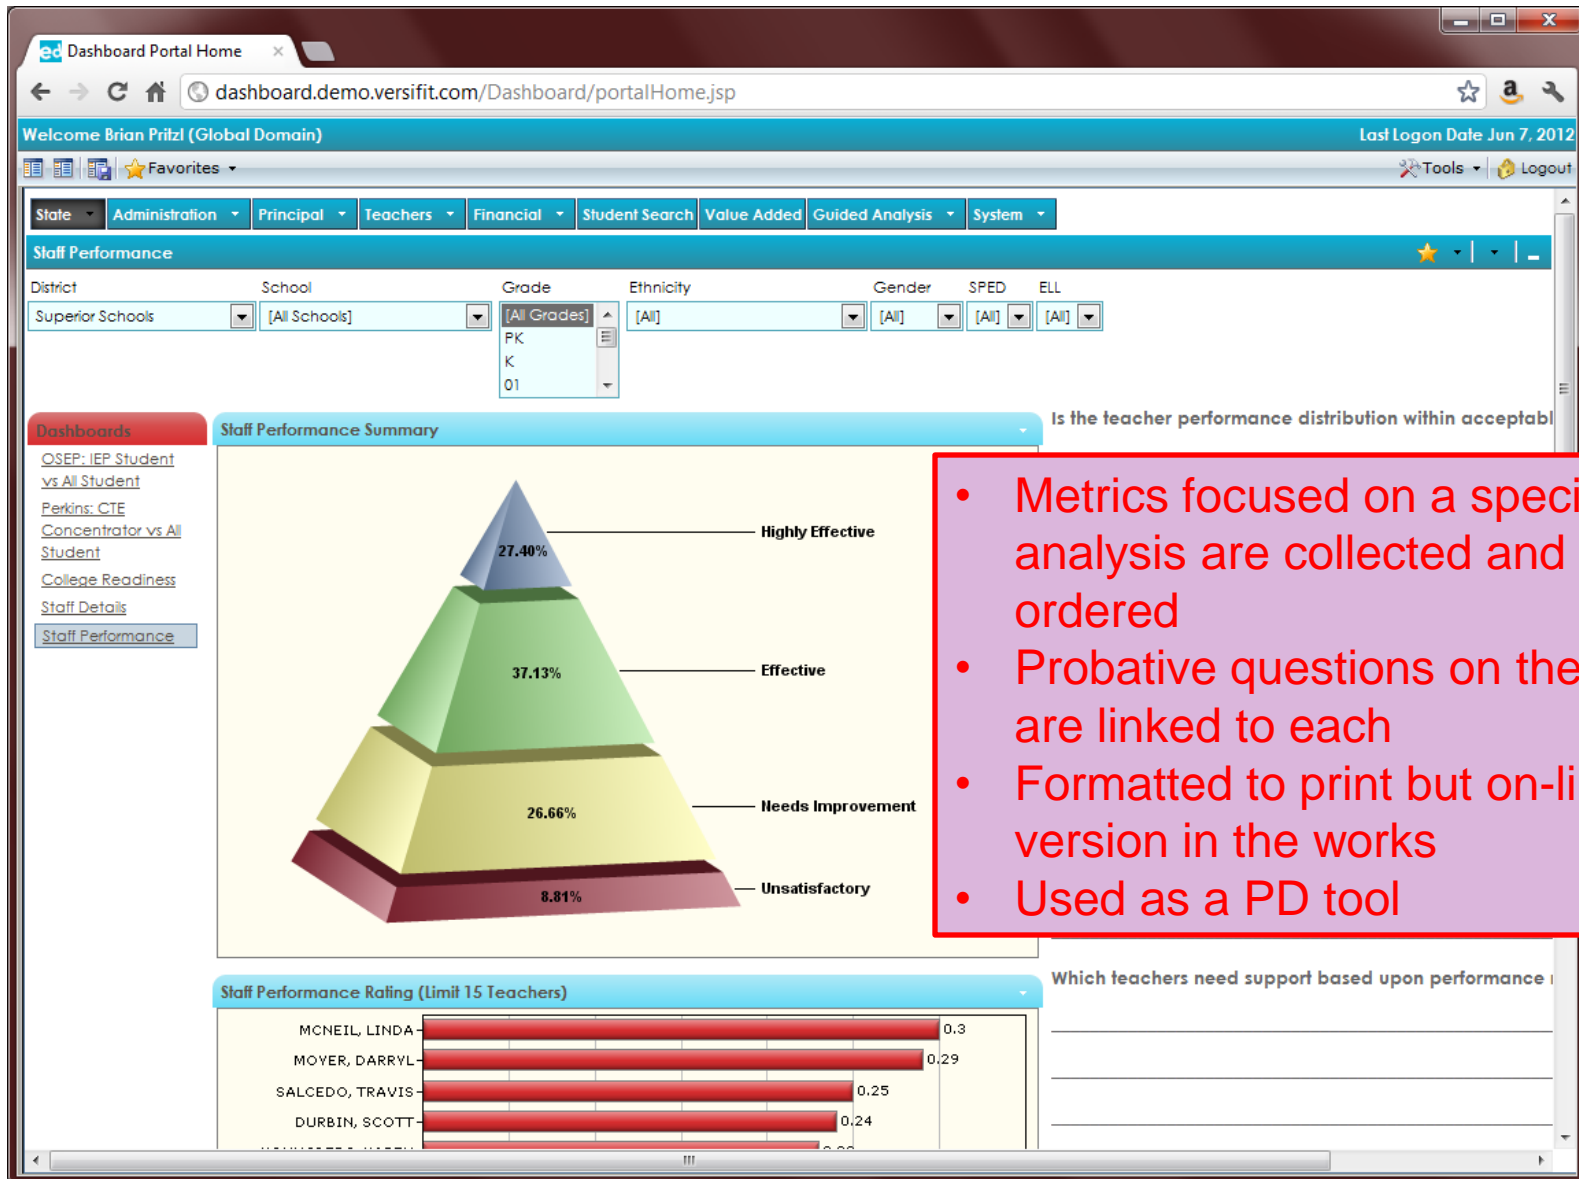 Dashboard Portal Home
dashboard.demo.versifit.com/Dashboard/portalHome.jsp
Welcome Brian Pritzl (Global Domain)
Last Logon Date Jun 7, 2012
Favorites
Tools
Logout
State
Administration
Principal
Teachers
Financial
Student Search
Value Added
Guided Analysis
System
Staff Performance
District
School
Grade
Ethnicity
Gender
SPED
ELL
Superior Schools
[All Schools]
[All Grades]
PK
K
01
[All]
[All]
[All]
[All]
Dashboards
OSEP: IEP Student
vs All Student
Perkins: CTE
Concentrator vs All
Student
College Readiness
Staff Details
Staff Performance
Staff Performance Summary
27.40%
Highly Effective
37.13%
Effective
26.66%
Needs Improvement
8.81%
Unsatisfactory
Is the teacher performance distribution within acceptabl
• Metrics focused on a speci
analysis are collected and
ordered
• Probative questions on the
are linked to each
• Formatted to print but on-li
version in the works
• Used as a PD tool
Staff Performance Rating (Limit 15 Teachers)
MCNEIL, LINDA
0.3
MOYER, DARRYL
0.29
SALCEDO, TRAVIS
0.25
DURBIN, SCOTT
0.24
Which teachers need support based upon performance